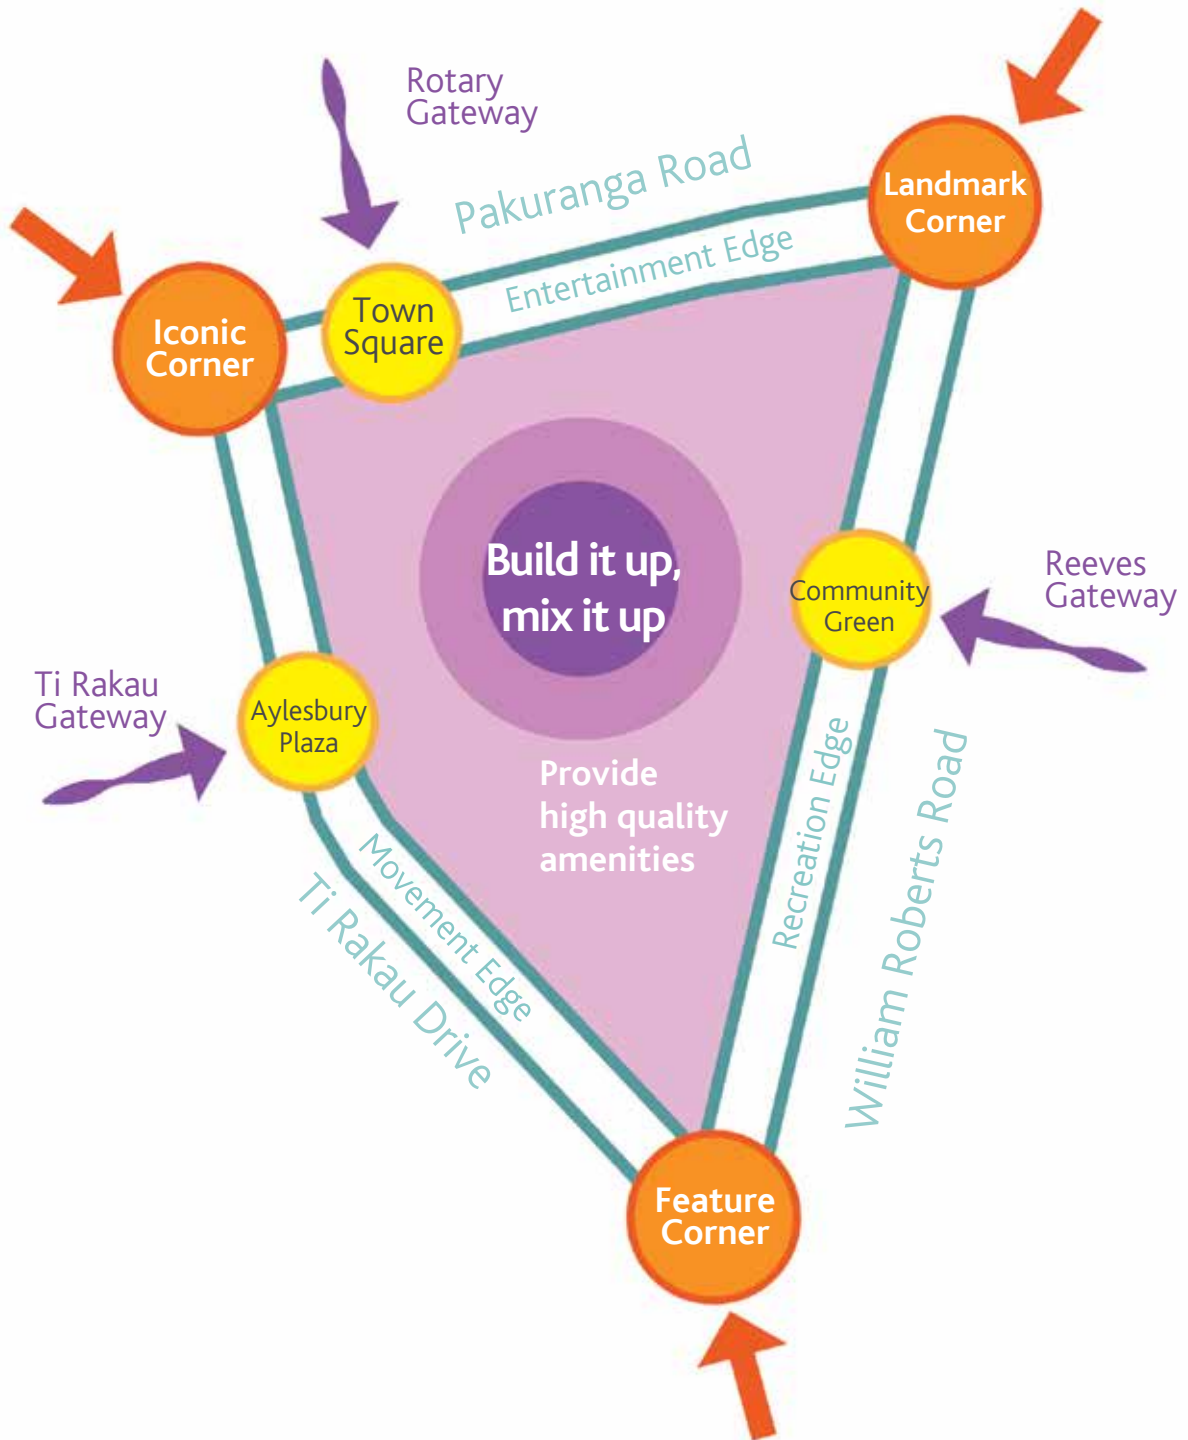 Rotary
Gateway
Pakuranga Road
Landmark
Corner
Entertainment Edge
Town
Square
Iconic
Corner
Build it up,
mix it up
Reeves
Gateway
Community
Green
Ti Rakau
Gateway
Aylesbury
Plaza
Provide
high quality
amenities
Recreation Edge
William Roberts Road
Movement Edge
Ti Rakau Drive
Feature
Corner